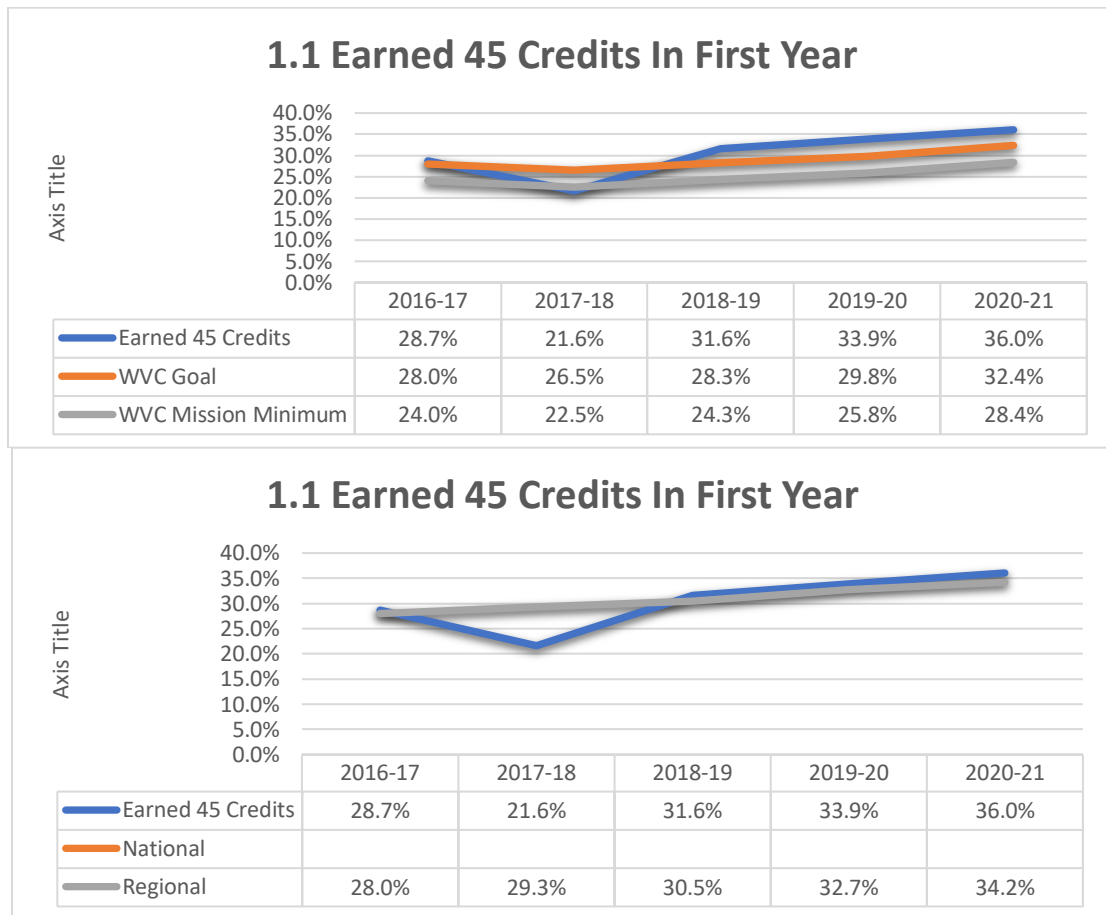 1.1 Earned 45 Credits In First Year
40.0%
35.0%
30.0%
25.0%
20.0%
15.0%
10.0%
5.0%
0.0%
Axis Title
2016-17 2017-18 2018-19 2019-20 2020-21
Earned 45 Credits 28.7% 21.6% 31.6% 33.9% 36.0%
WVC Goal 28.0% 26.5% 28.3% 29.8% 32.4%
WVC Mission Minimum 24.0% 22.5% 24.3% 25.8% 28.4%
1.1 Earned 45 Credits In First Year
40.0%
35.0%
30.0%
25.0%
20.0%
15.0%
10.0%
5.0%
0.0%
Axis Title
2016-17 2017-18 2018-19 2019-20 2020-21
Earned 45 Credits 28.7% 21.6% 31.6% 33.9% 36.0%
National
Regional 28.0% 29.3% 30.5% 32.7% 34.2%